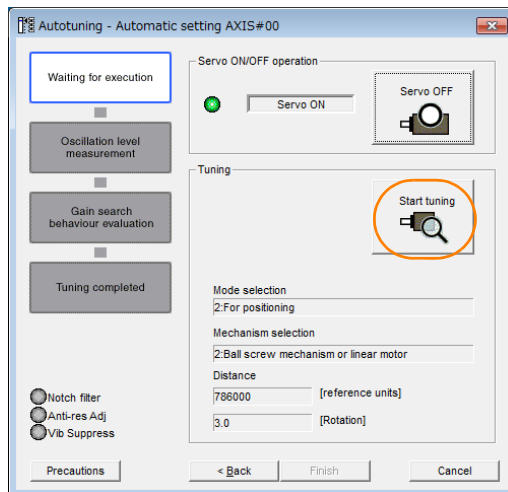 Autotuning - Automatic setting AXIS#00
Waiting for execution
Oscillation level
measurement
Gain search
behaviour evaluation
Tuning completed
Notch filter
Anti-res Adj
Vib Suppress
Precautions
Servo ON/OFF operation
Servo ON
Servo OFF
Tuning
Start tuning
Mode selection
2:For positioning
Mechanism selection
2:Ball screw mechanism or linear motor
Distance
786000 [reference units]
3.0 [Rotation]
< Back
Finish
Cancel